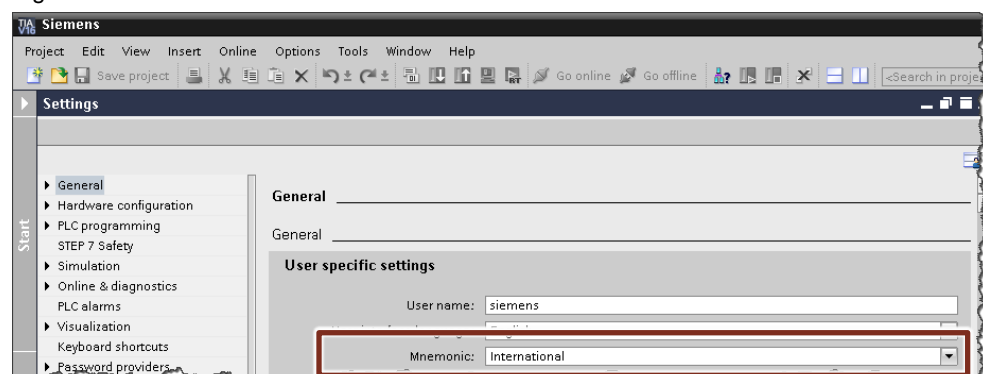 Siemens
Project Edit View Insert Online Options Tools Window Help
Save project Go online Go offline <Search in proje
Settings
General
Hardware configuration
PLC programming
STEP 7 Safety
Simulation
Online & diagnostics
PLC alarms
Visualization
Keyboard shortcuts
Password providers
Start
General
General
User specific settings
User name: siemens
Mnemonic: International